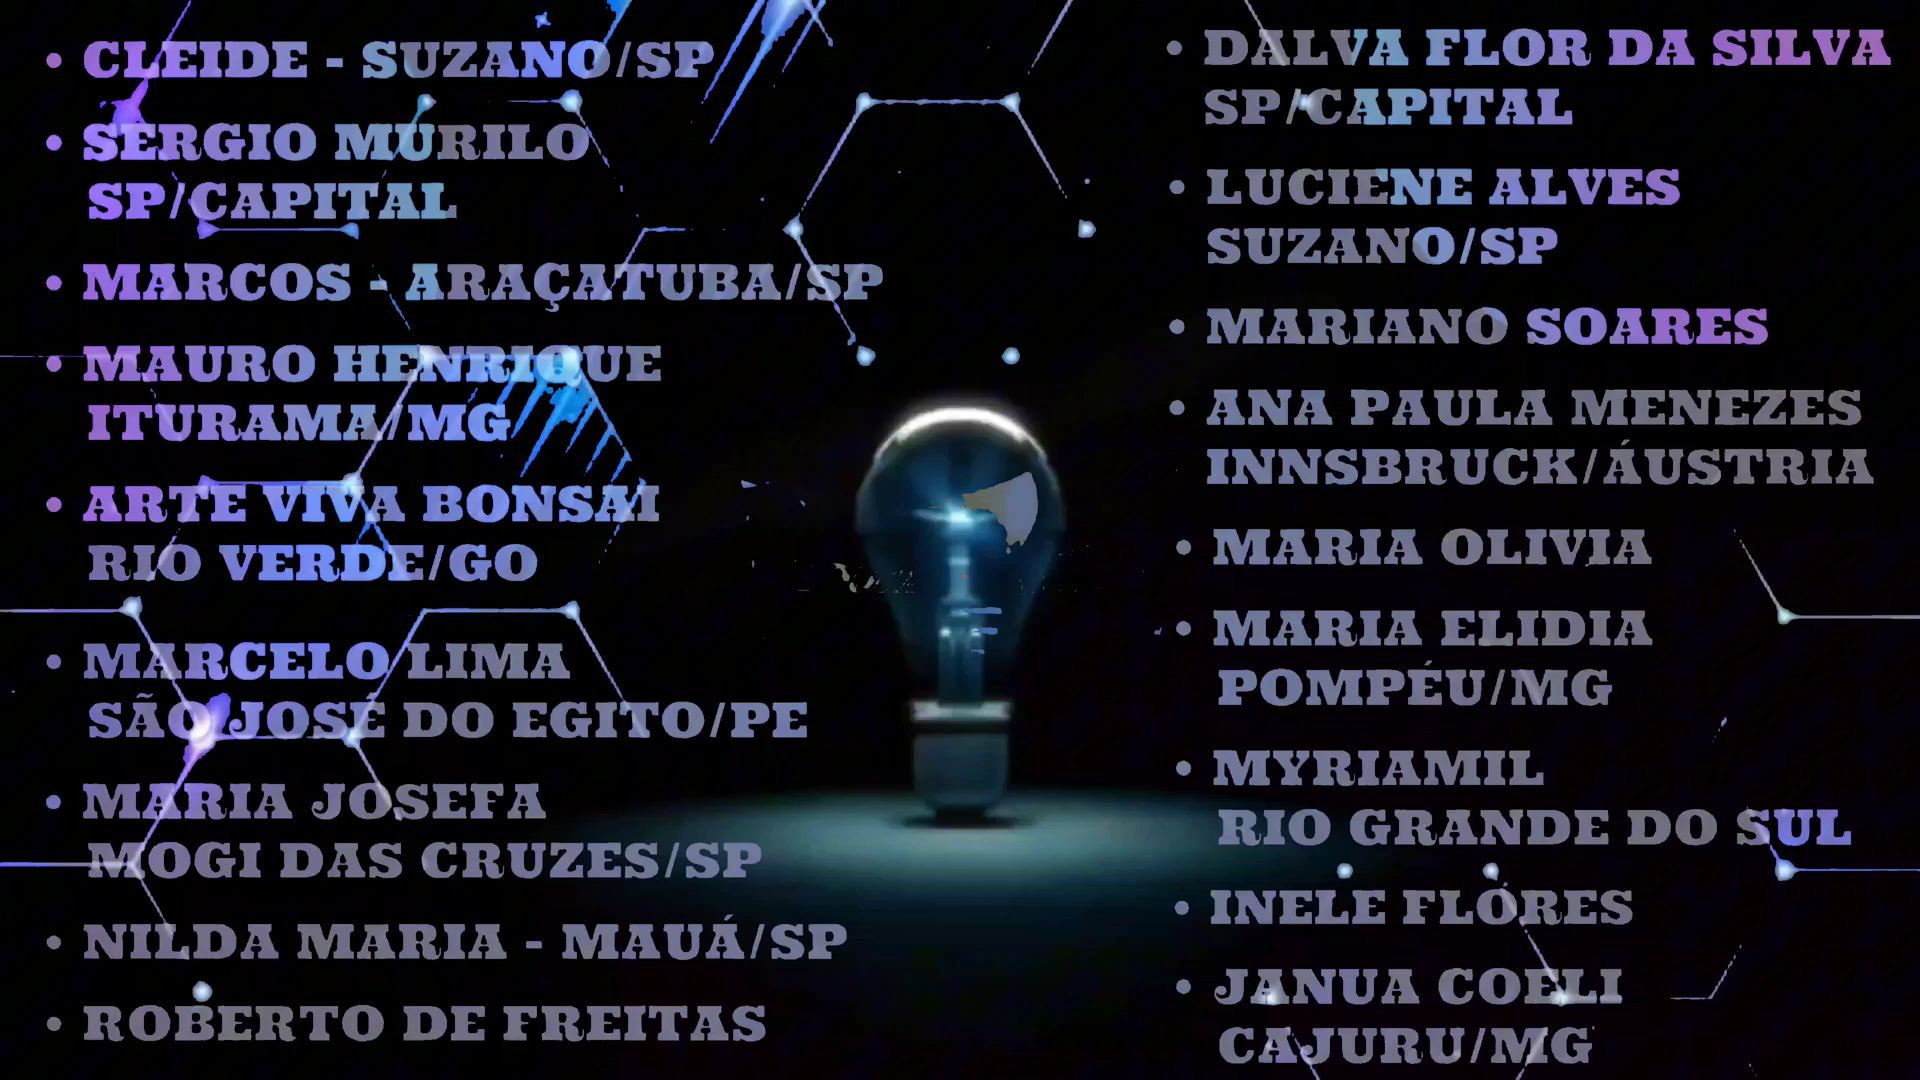 • CLEIDE - SUZANO/SP
• SÉRGIO MURILO
SP/CAPITAL
• MARCOS - ARAÇATUBA/SP
• MAURO HENRIQUE
ITURAMA/MG
• ARTE VIVA BONSAI
RIO VERDE/GO
• MARCELO LIMA
SÃO JOSÉ DO EGITO/PE
• MARIA JOSEFA
MOGI DAS CRUZES/SP
• NILDA MARIA - MAUÁ/SP
• ROBERTO DE FREITAS
• DALVA FLOR DA SILVA
SP/CAPITAL
• LUCIENE ALVES
SUZANO/SP
• MARIANO SOARES
• ANA PAULA MENEZES
INNSBRUCK/ÁUSTRIA
• MARIA OLIVIA
• MARIA ELIDIA
POMPÉU/MG
• MYRIAMIL
RIO GRANDE DO SUL
• INELE FLÓRES
• JANUA COELI
CAJURU/MG